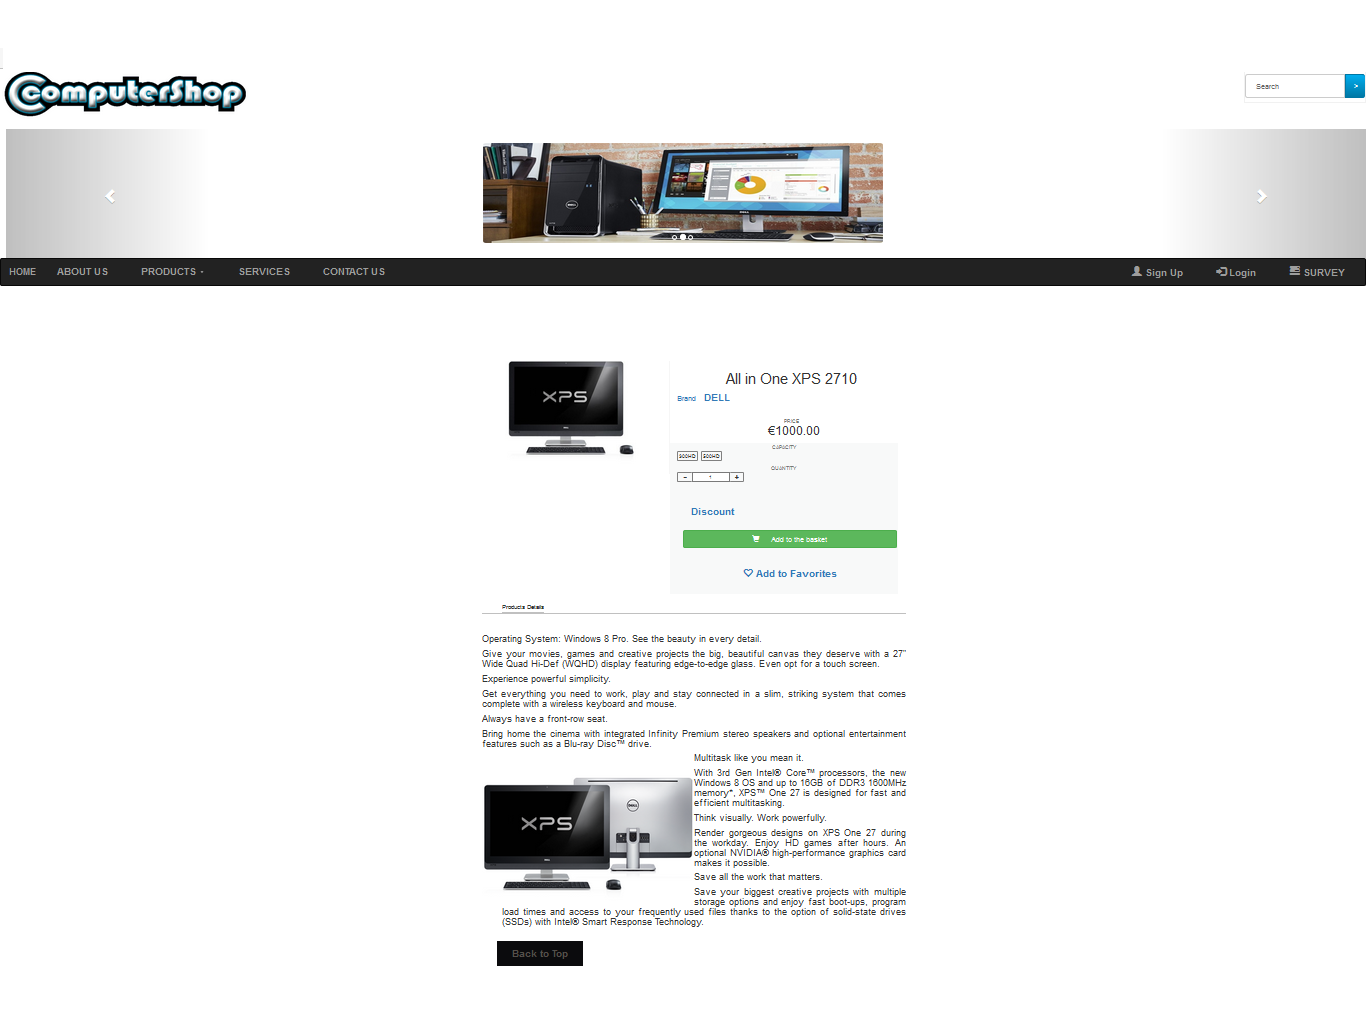 ComputerShop
Search >
HOME ABOUT US PRODUCTS SERVICES CONTACT US Sign Up Login SURVEY
XPS
All in One XPS 2710
Brand DELL
PRICE
€1000.00
CAPACITY
500HD
QUANTITY
- 1 +
Discount
Add to the basket
Add to Favorites
Products Details
Operating System: Windows 8 Pro. See the beauty in every detail.
Give your movies, games and creative projects the big, beautiful canvas they deserve with a 27"
Wide Quad Hi-Def (WQHD) display featuring edge-to-edge glass. Even opt for a touch screen.
Experience powerful simplicity.
Get everything you need to work, play and stay connected in a slim, striking system that comes
complete with a wireless keyboard and mouse.
Always have a front-row seat.
Bring home the cinema with integrated Infinity Premium stereo speakers and optional entertainment
features such as a Blu-ray Disc™ drive.
Multitask like you mean it.
With 3rd Gen Intel® Core™ processors, the new
Windows 8 OS and up to 16GB of DDR3 1600MHz
memory*, XPS™ One 27 is designed for fast and
efficient multitasking.
Think visually. Work powerfully.
Render gorgeous designs on XPS One 27 during
the workday. Enjoy HD games after hours. An
optional NVIDIA® high-performance graphics card
makes it possible.
Save all the work that matters.
Save your biggest creative projects with multiple
storage options and enjoy fast boot-ups, program
load times and access to your frequently used files thanks to the option of solid-state drives
(SSDs) with Intel® Smart Response Technology.
XPS
DELL
Back to Top